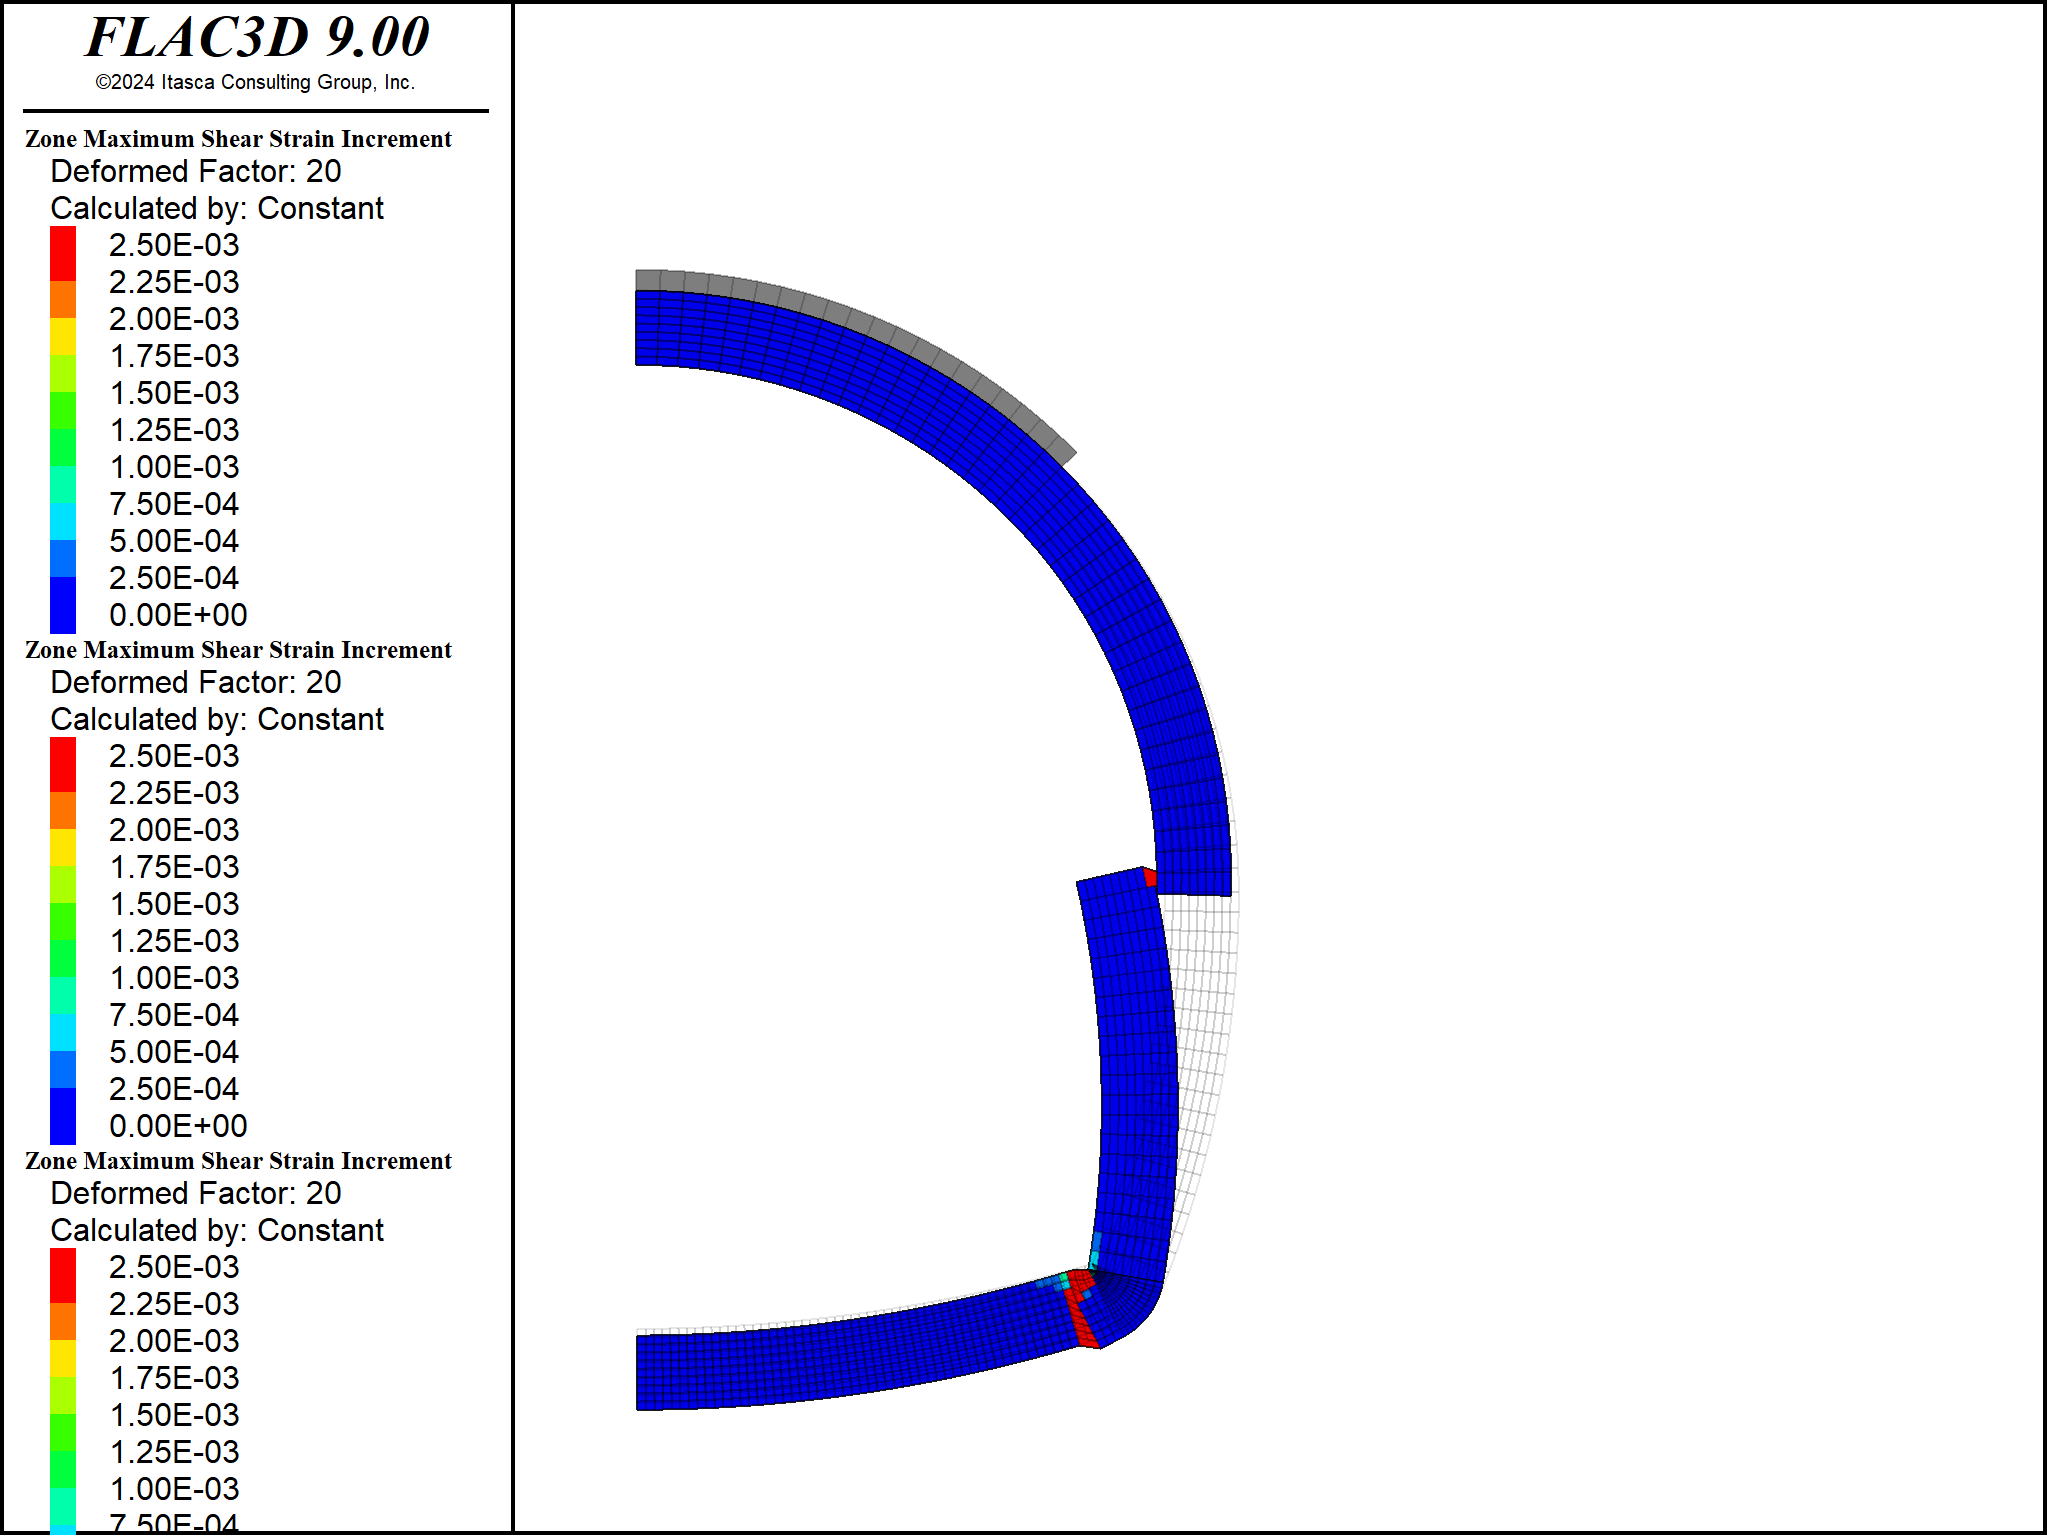 FLAC3D 9.00
©2024 Itasca Consulting Group, Inc.
Zone Maximum Shear Strain Increment
Deformed Factor: 20
Calculated by: Constant
2.50E-03
2.25E-03
2.00E-03
1.75E-03
1.50E-03
1.25E-03
1.00E-03
7.50E-04
5.00E-04
2.50E-04
0.00E+00
Zone Maximum Shear Strain Increment
Deformed Factor: 20
Calculated by: Constant
2.50E-03
2.25E-03
2.00E-03
1.75E-03
1.50E-03
1.25E-03
1.00E-03
7.50E-04
5.00E-04
2.50E-04
0.00E+00
Zone Maximum Shear Strain Increment
Deformed Factor: 20
Calculated by: Constant
2.50E-03
2.25E-03
2.00E-03
1.75E-03
1.50E-03
1.25E-03
1.00E-03
7.50E-04